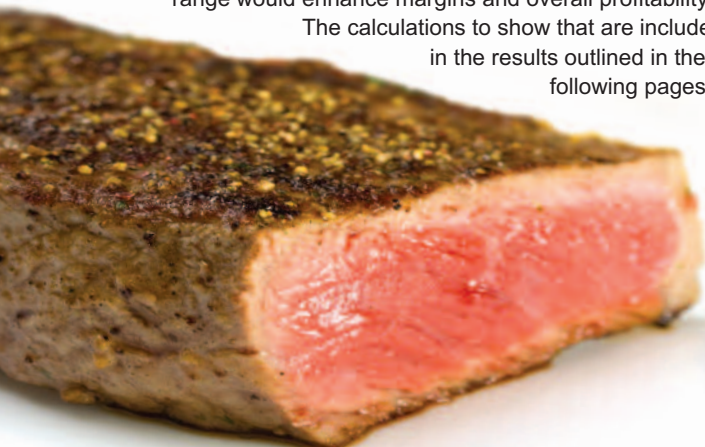 range would enhance margins and overall profitability
The calculations to show that are include
in the results outlined in the
following pages